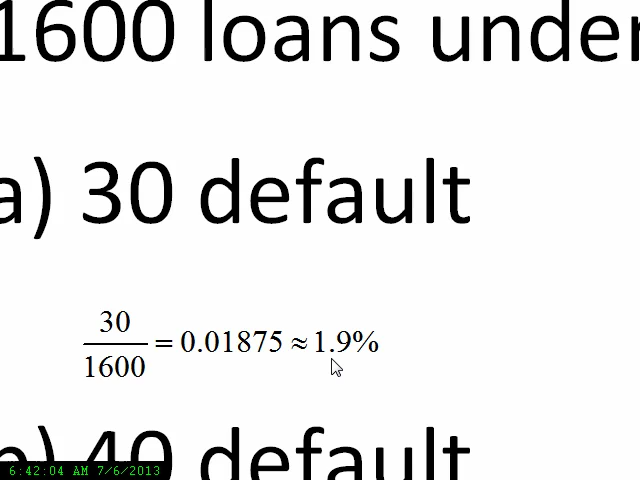 1600 loans under
a) 30 default
30/1600 = 0.01875 ≈ 1.9%
b) 40 default
6:42:04 AM 7/6/2013